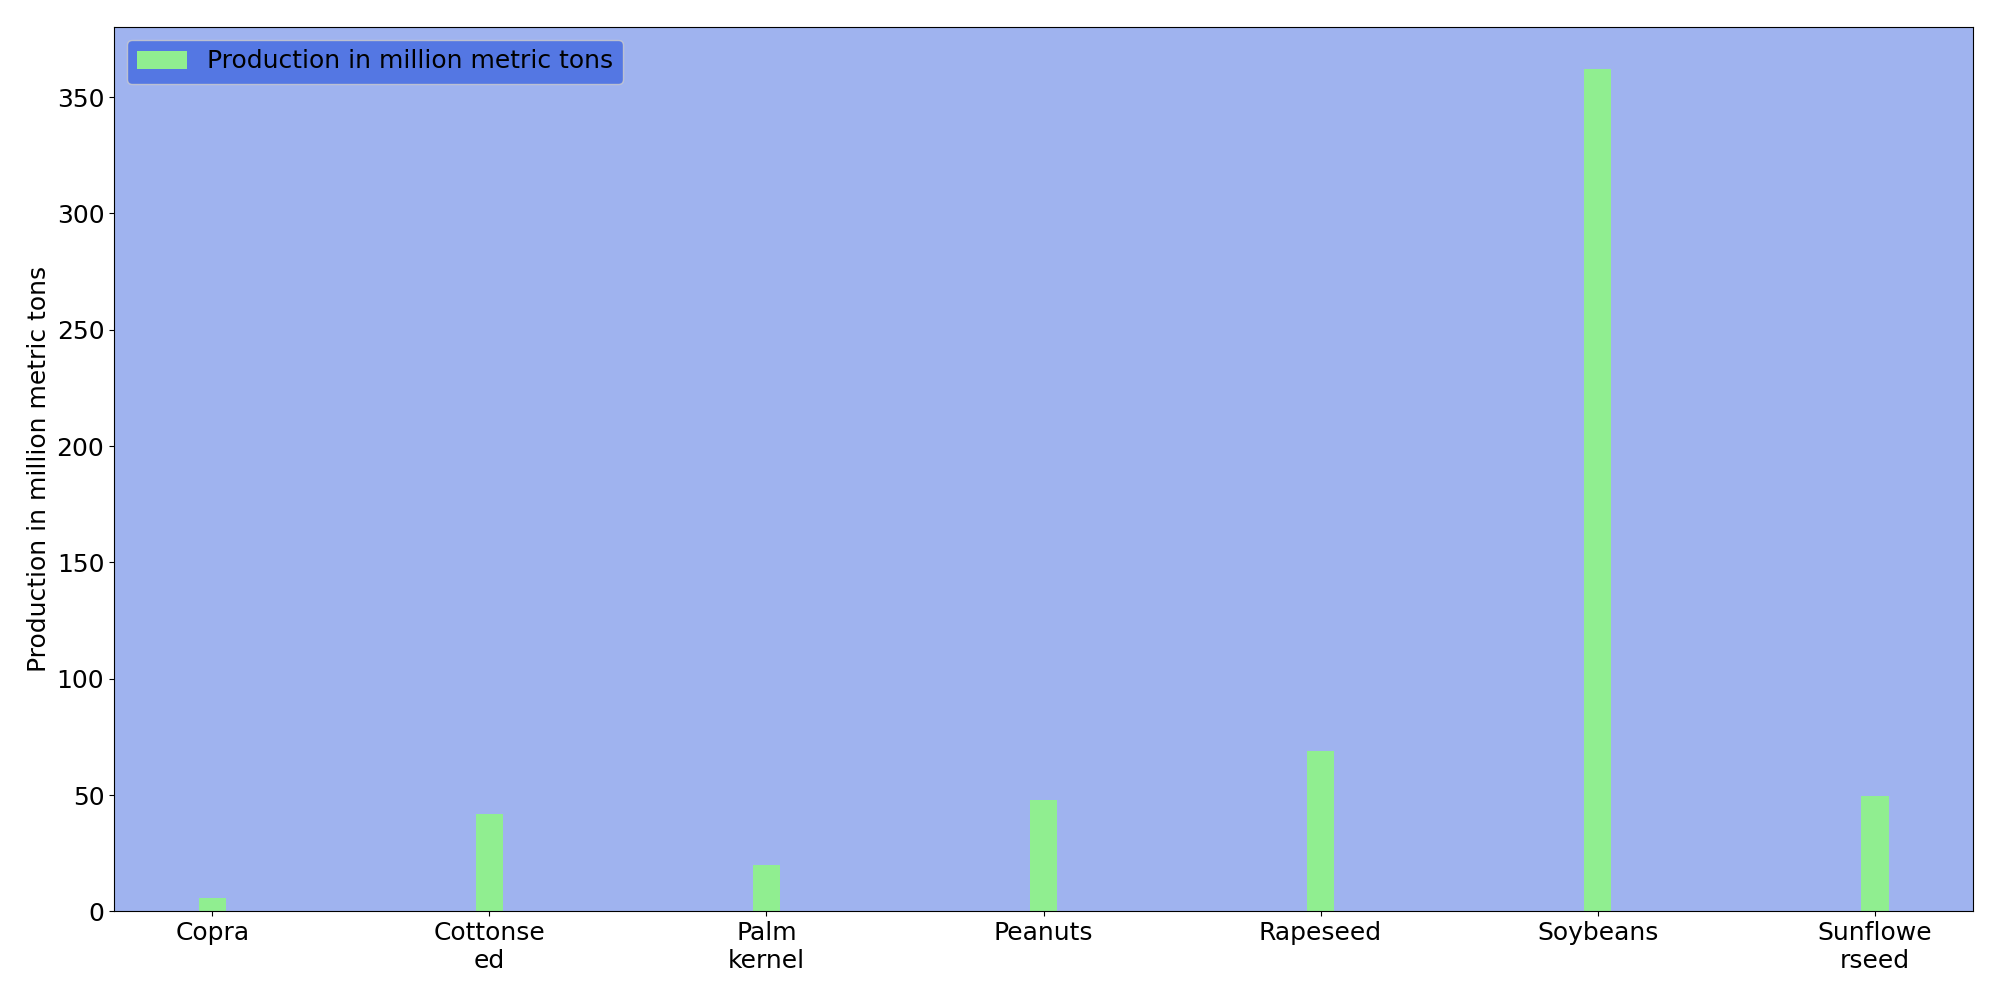 Production in million metric tons
Production in million metric tons
350
300
250
200
150
100
50
0
Copra
Cottonse
ed
Palm
kernel
Peanuts
Rapeseed
Soybeans
Sunflowe
rseed